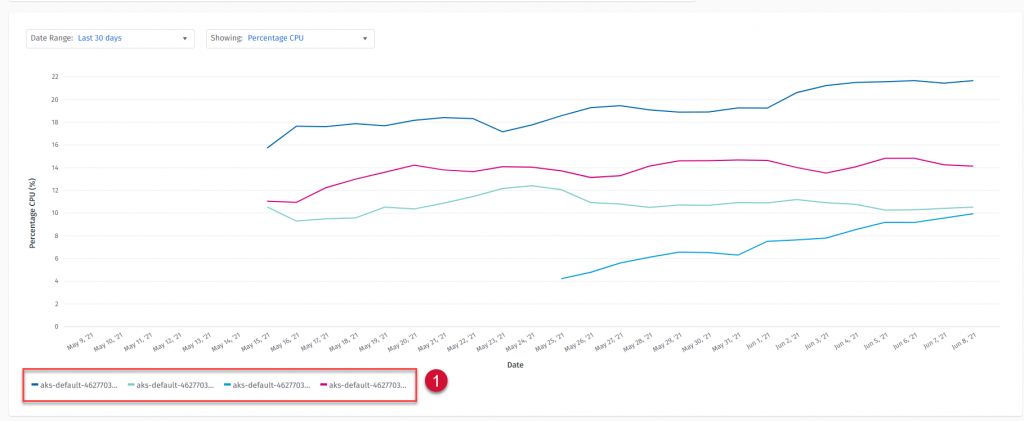 Date Range: Last 30 days
Showing: Percentage CPU
Percentage CPU (%)
22
20
18
16
14
12
10
8
6
4
2
0
May 9, '21
May 10, '21
May 11, '21
May 12, '21
May 13, '21
May 14, '21
May 15, '21
May 16, '21
May 17, '21
May 18, '21
May 19, '21
May 20, '21
May 21, '21
May 22, '21
May 23, '21
May 24, '21
May 25, '21
May 26, '21
May 27, '21
May 28, '21
May 29, '21
May 30, '21
May 31, '21
Jun 1, '21
Jun 2, '21
Jun 3, '21
Jun 4, '21
Jun 5, '21
Jun 6, '21
Jun 7, '21
Jun 8, '21
Date
aks-default-4627703... aks-default-4627703... aks-default-4627703... aks-default-4627703...
1